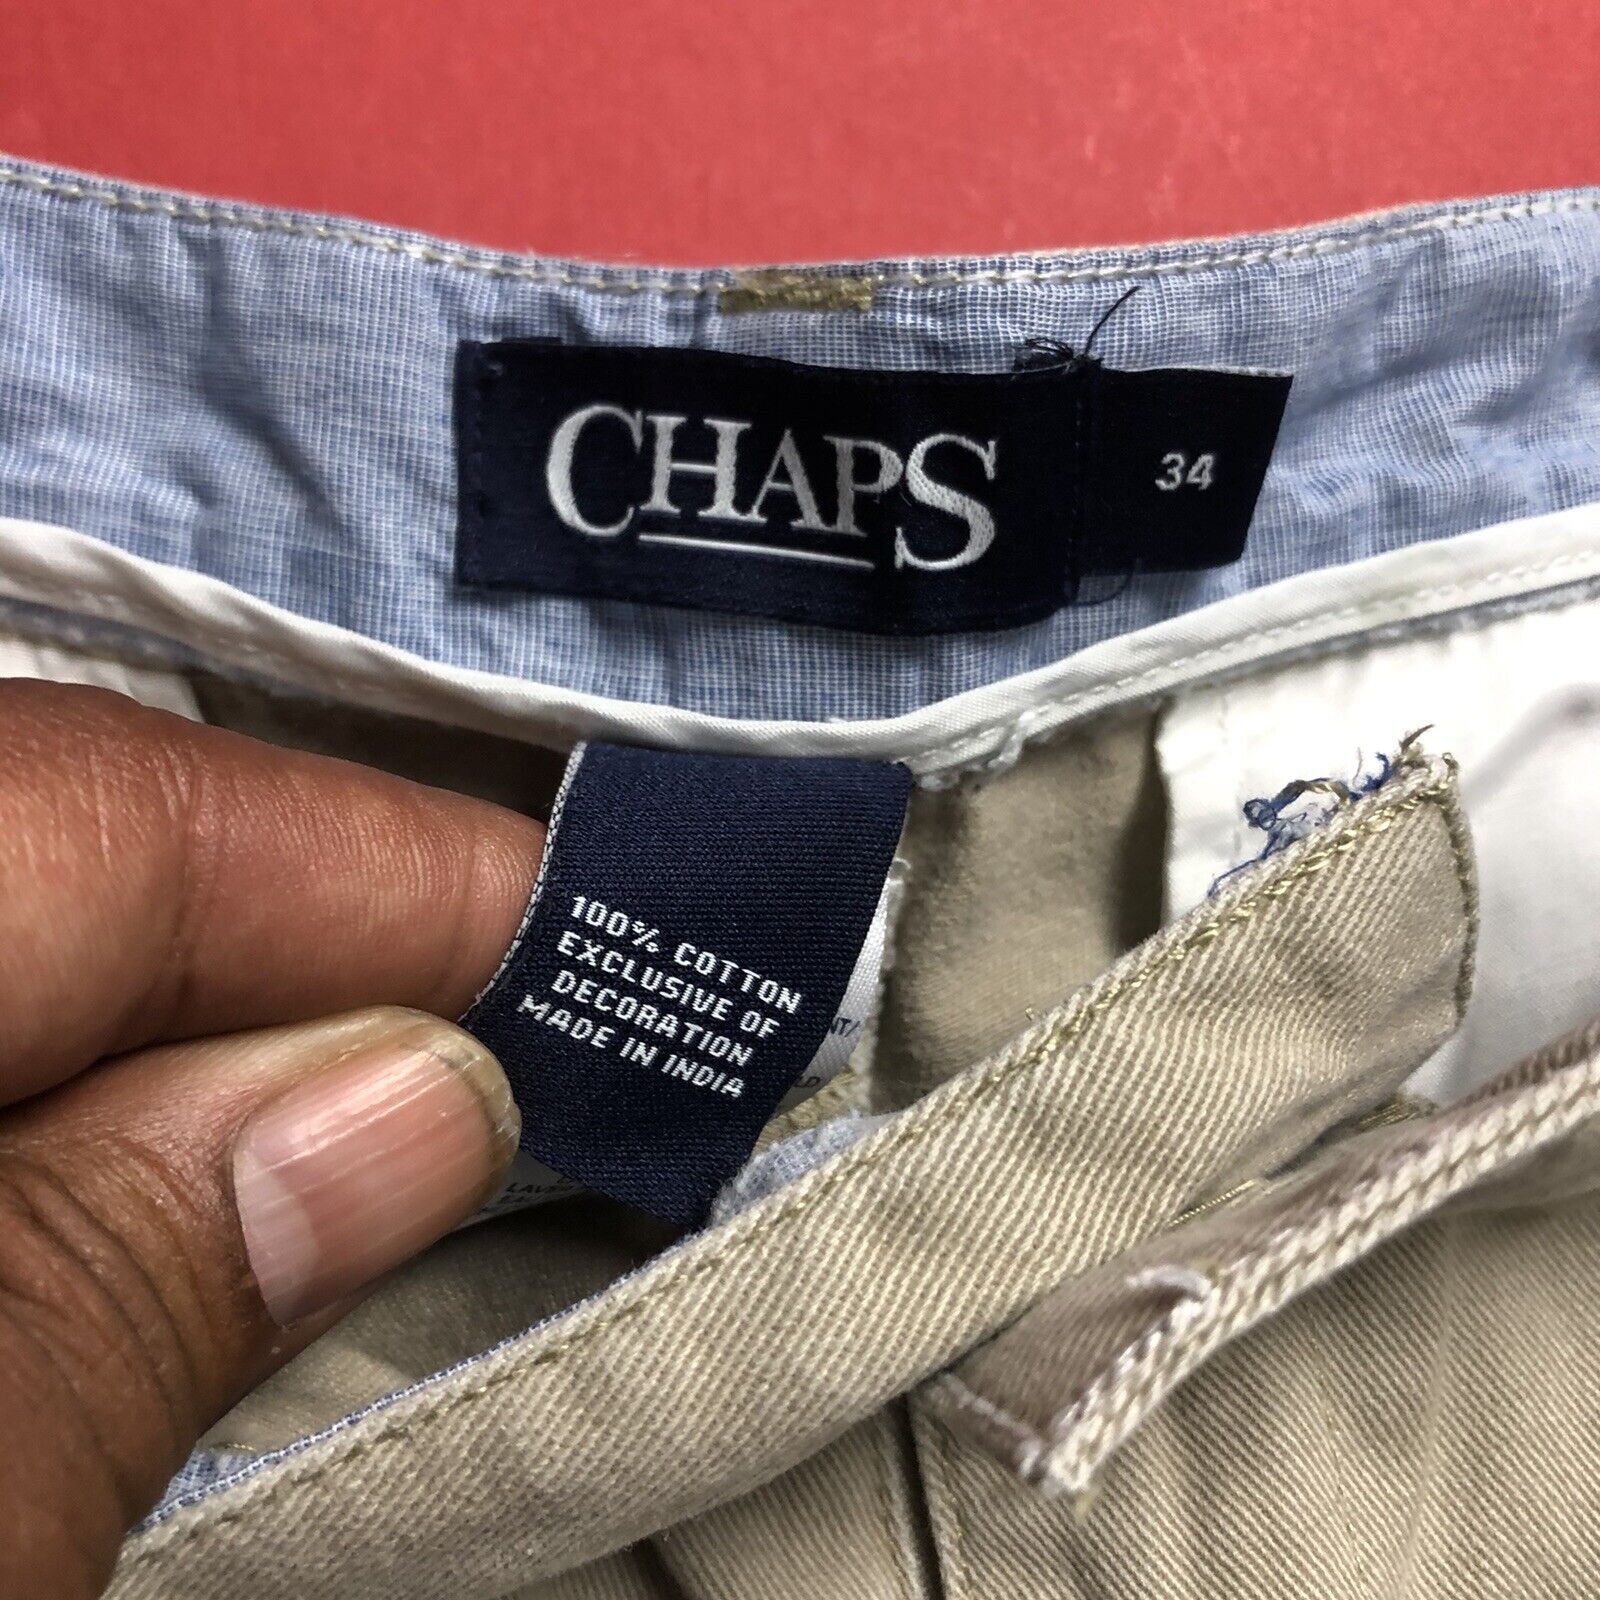 CHAPS
34
100% COTTON
EXCLUSIVE OF
DECORATION
MADE IN INDIA